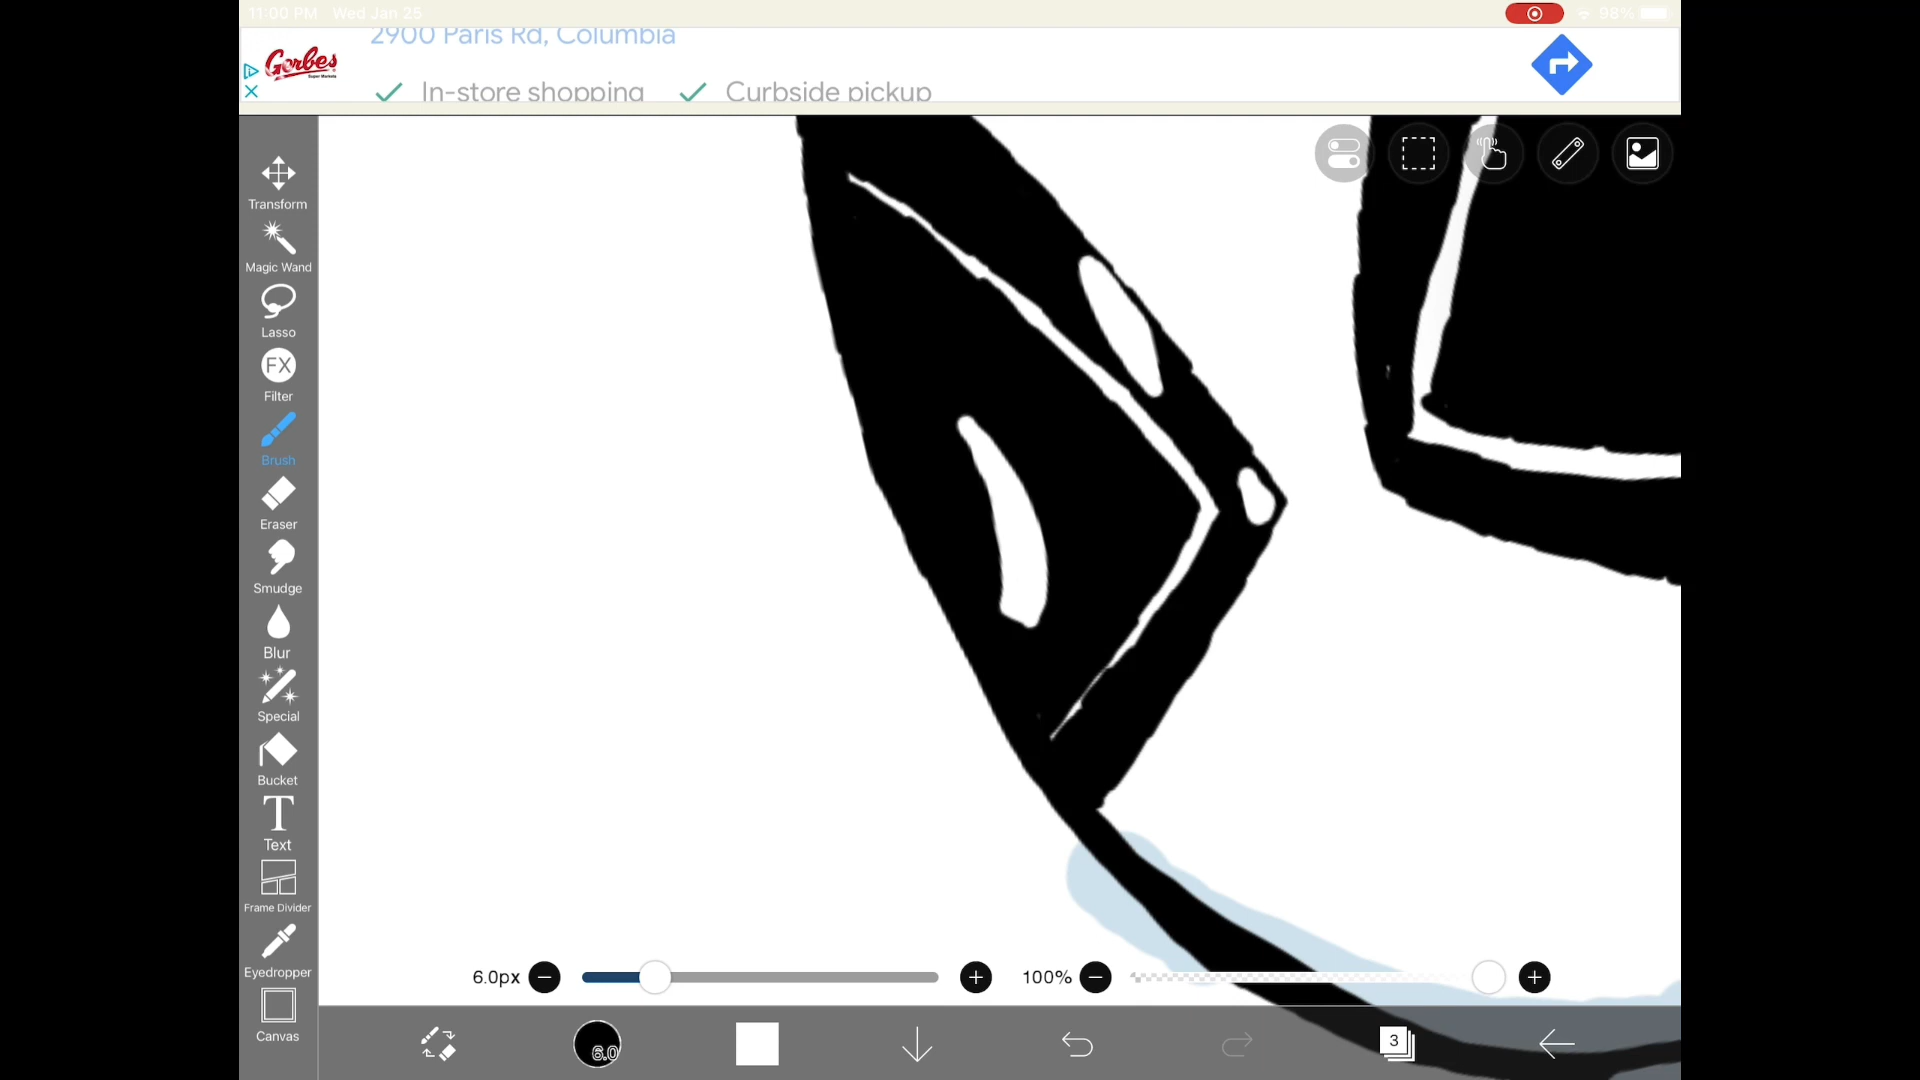 11:00 PM Wed Jan 25
98%
2900 Paris Rd, Columbia
Gerbes
Super Markets
In-store shopping Curbside pickup
Transform
Magic Wand
Lasso
FX
Filter
Brush
Eraser
Smudge
Blur
Special
Bucket
T
Text
Frame Divider
Eyedropper
Canvas
6.0px
100%
6.0
3